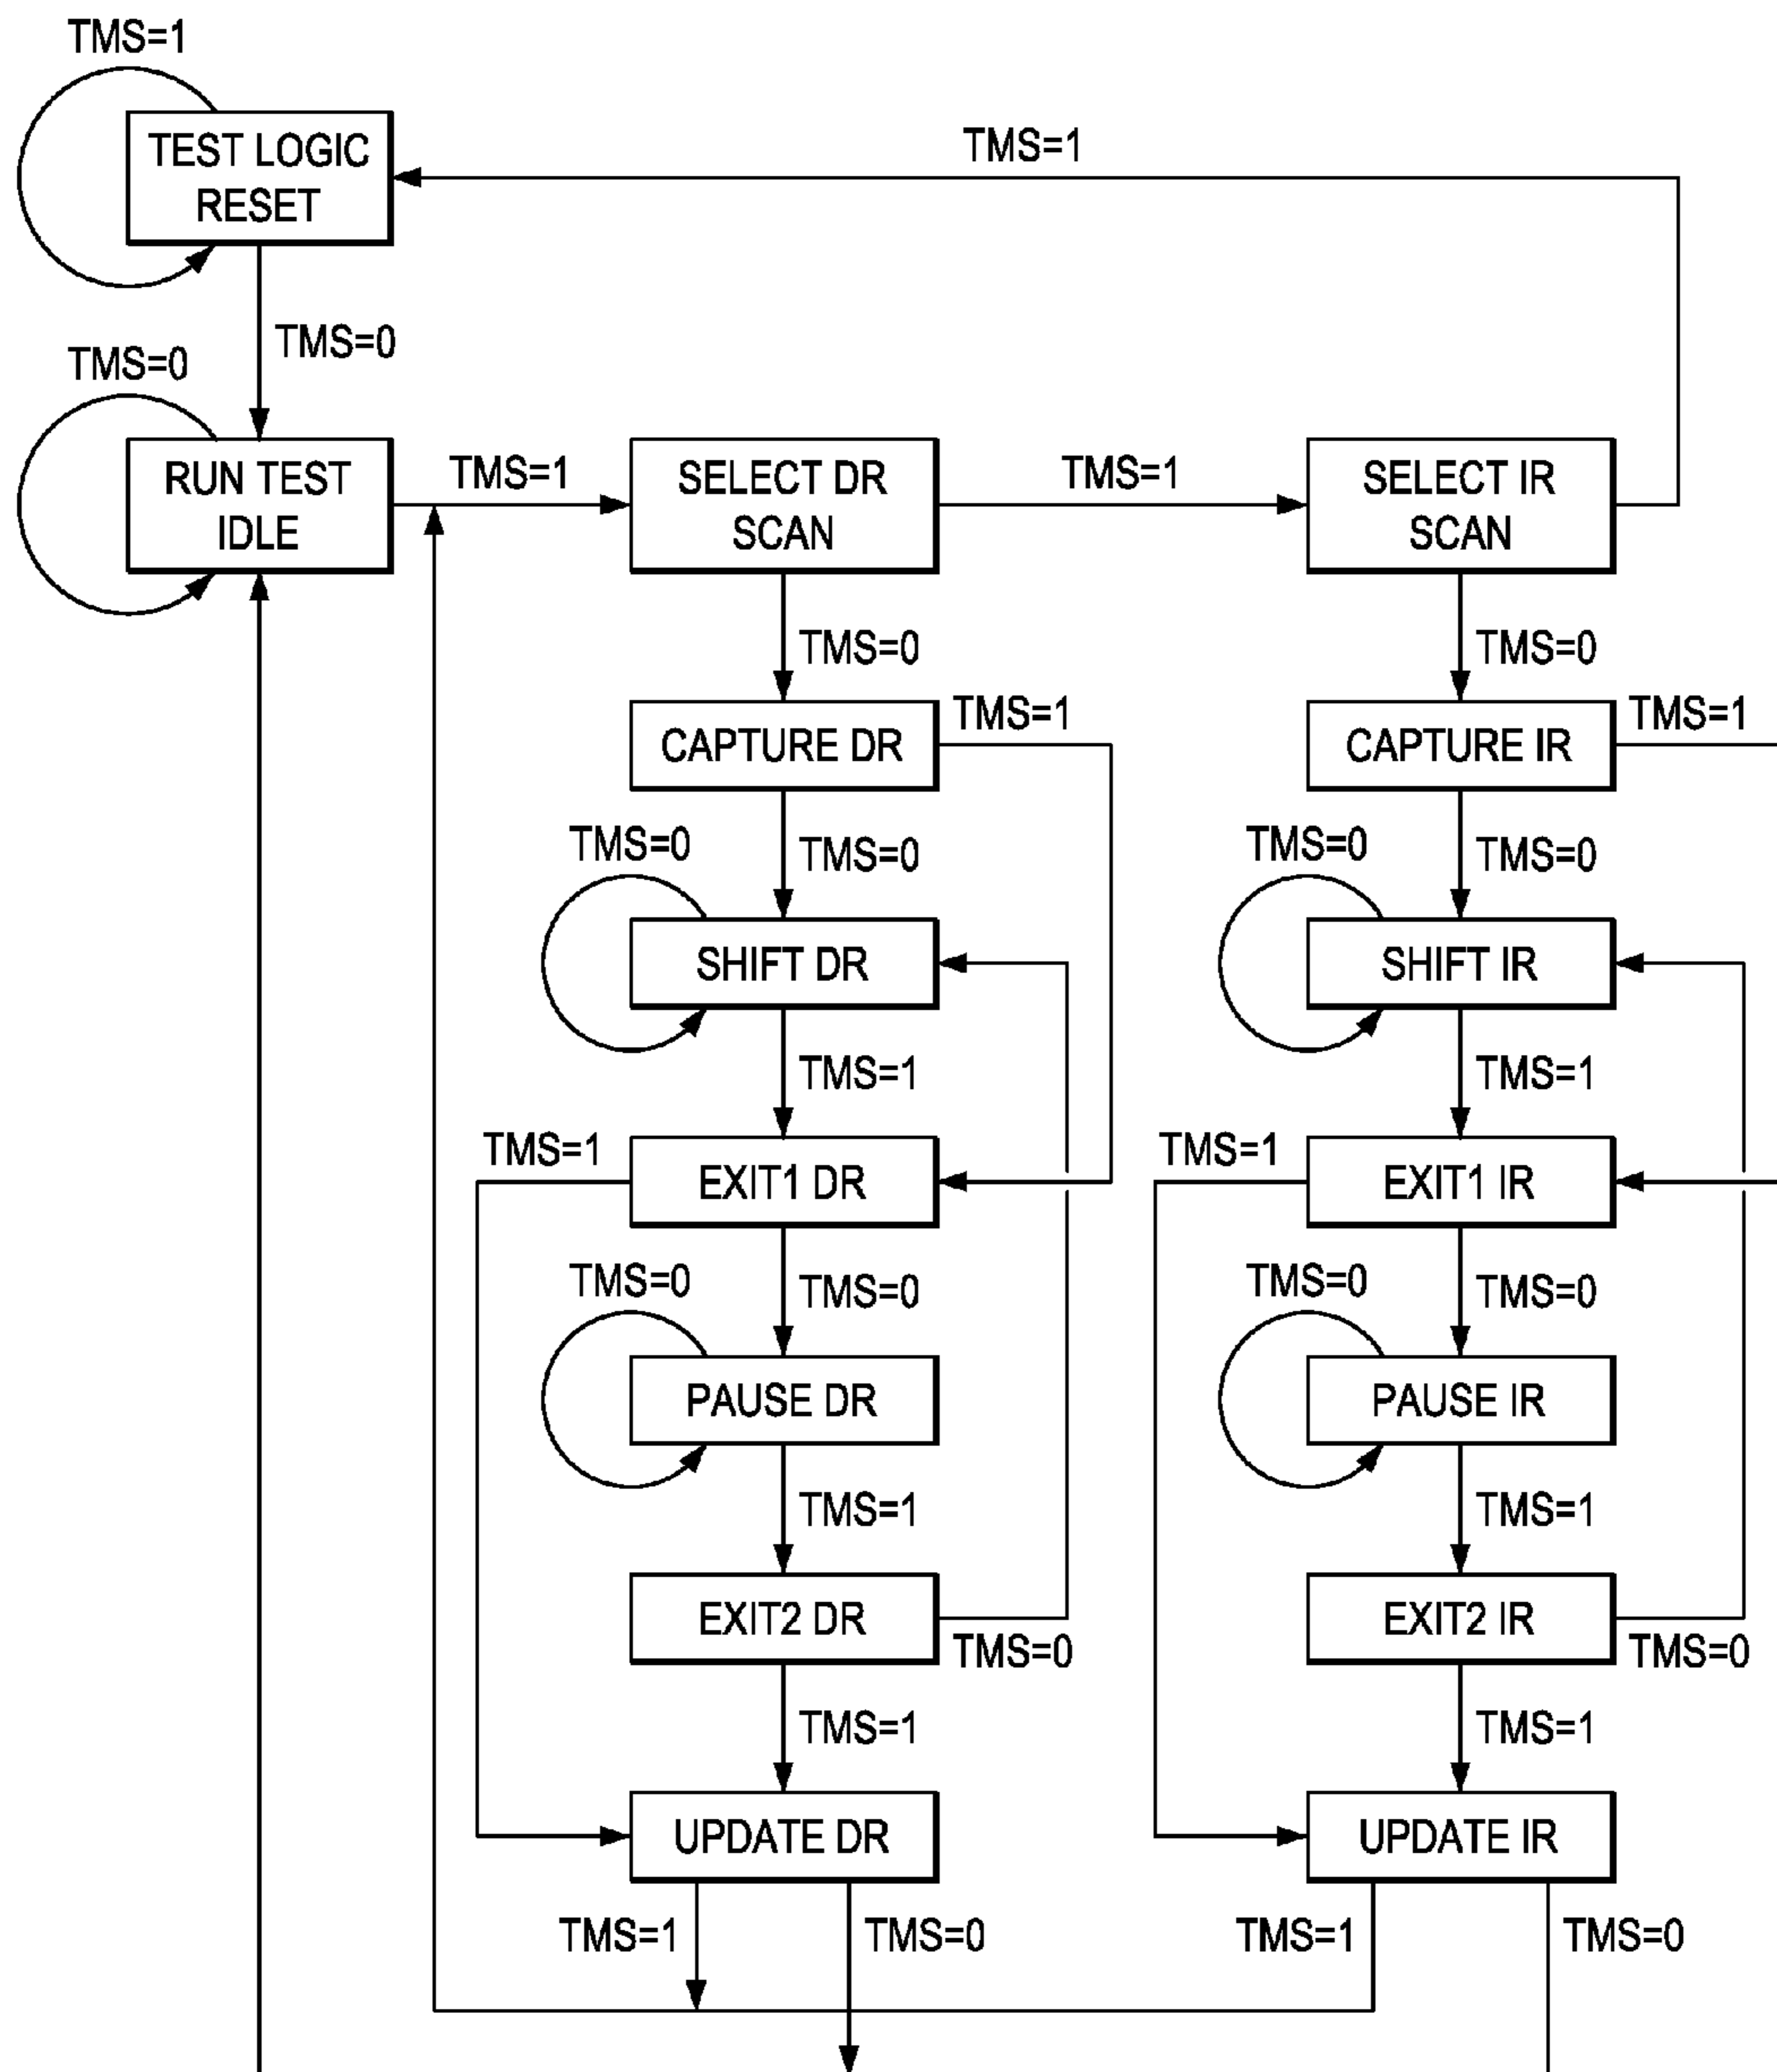 TMS=1
TEST LOGIC
RESET
TMS=1
TMS=0
TMS=0
RUN TEST
IDLE
TMS=1
SELECT DR
SCAN
TMS=1
SELECT IR
SCAN
TMS=0
TMS=0
CAPTURE DR
TMS=1
CAPTURE IR
TMS=1
TMS=0
TMS=0
TMS=0
TMS=0
SHIFT DR
SHIFT IR
TMS=1
TMS=1
TMS=1
EXIT1 DR
TMS=1
EXIT1 IR
TMS=0
TMS=0
TMS=0
TMS=0
PAUSE DR
PAUSE IR
TMS=1
TMS=1
EXIT2 DR
TMS=0
EXIT2 IR
TMS=0
TMS=1
TMS=1
UPDATE DR
UPDATE IR
TMS=1
TMS=0
TMS=1
TMS=0